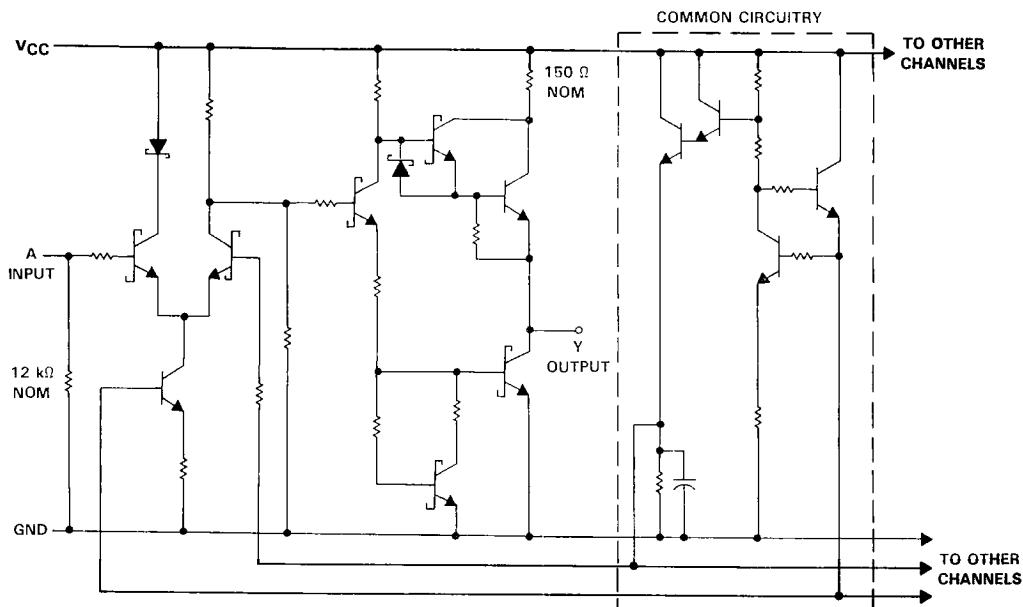 COMMON CIRCUITRY
VCC
TO OTHER
CHANNELS
150 Ω
NOM
A
INPUT
Y
OUTPUT
12 kΩ
NOM
GND
TO OTHER
CHANNELS